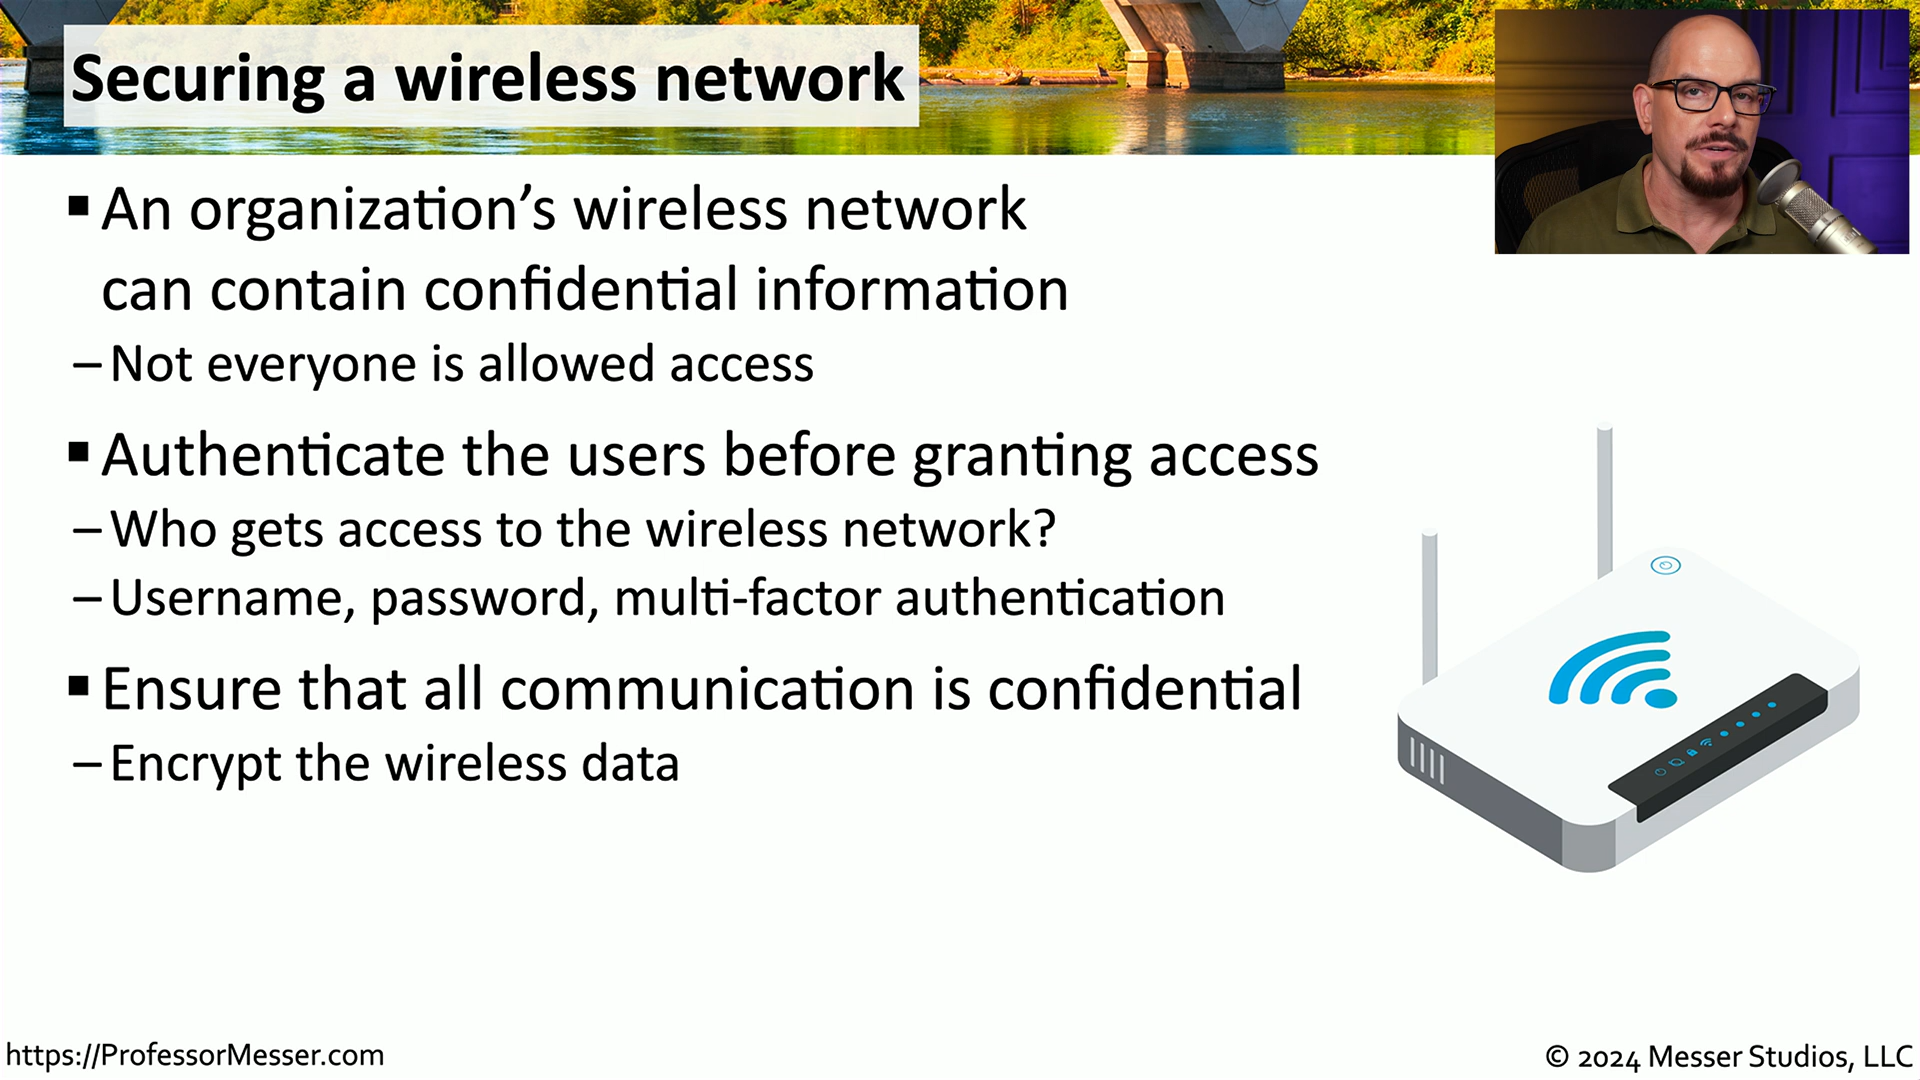 Securing a wireless network
▪ An organization’s wireless network
can contain confidential information
– Not everyone is allowed access
▪ Authenticate the users before granting access
– Who gets access to the wireless network?
– Username, password, multi-factor authentication
▪ Ensure that all communication is confidential
– Encrypt the wireless data
https://ProfessorMesser.com
© 2024 Messer Studios, LLC